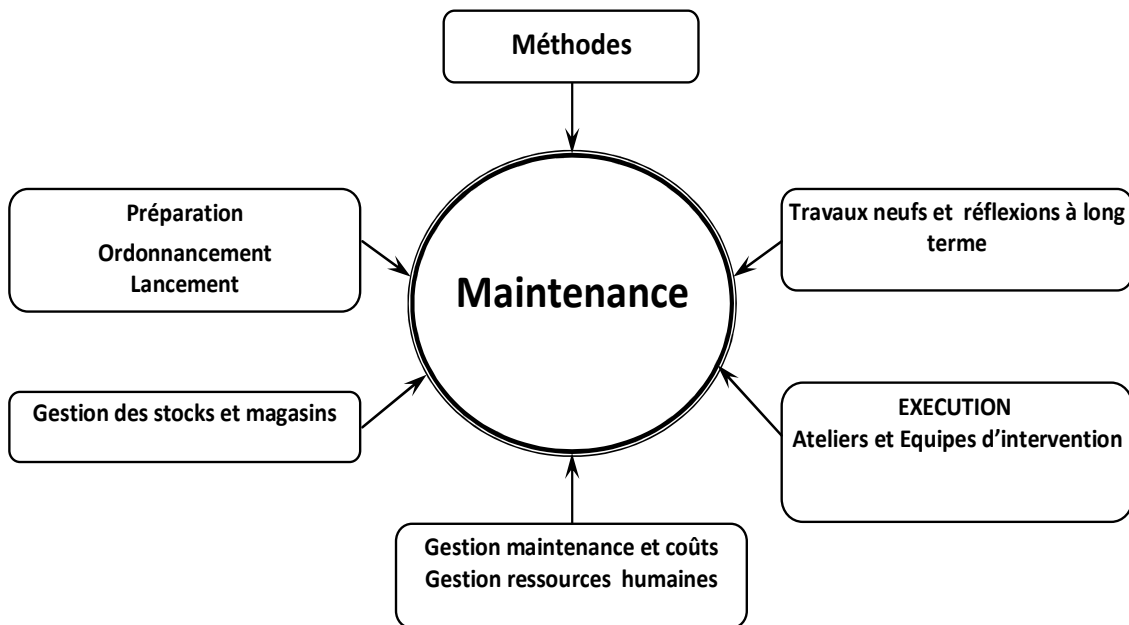 Méthodes
Préparation
Ordonnancement
Lancement
Travaux neufs et réflexions à long
terme
Maintenance
Gestion des stocks et magasins
EXECUTION
Ateliers et Equipes d’intervention
Gestion maintenance et coûts
Gestion ressources humaines